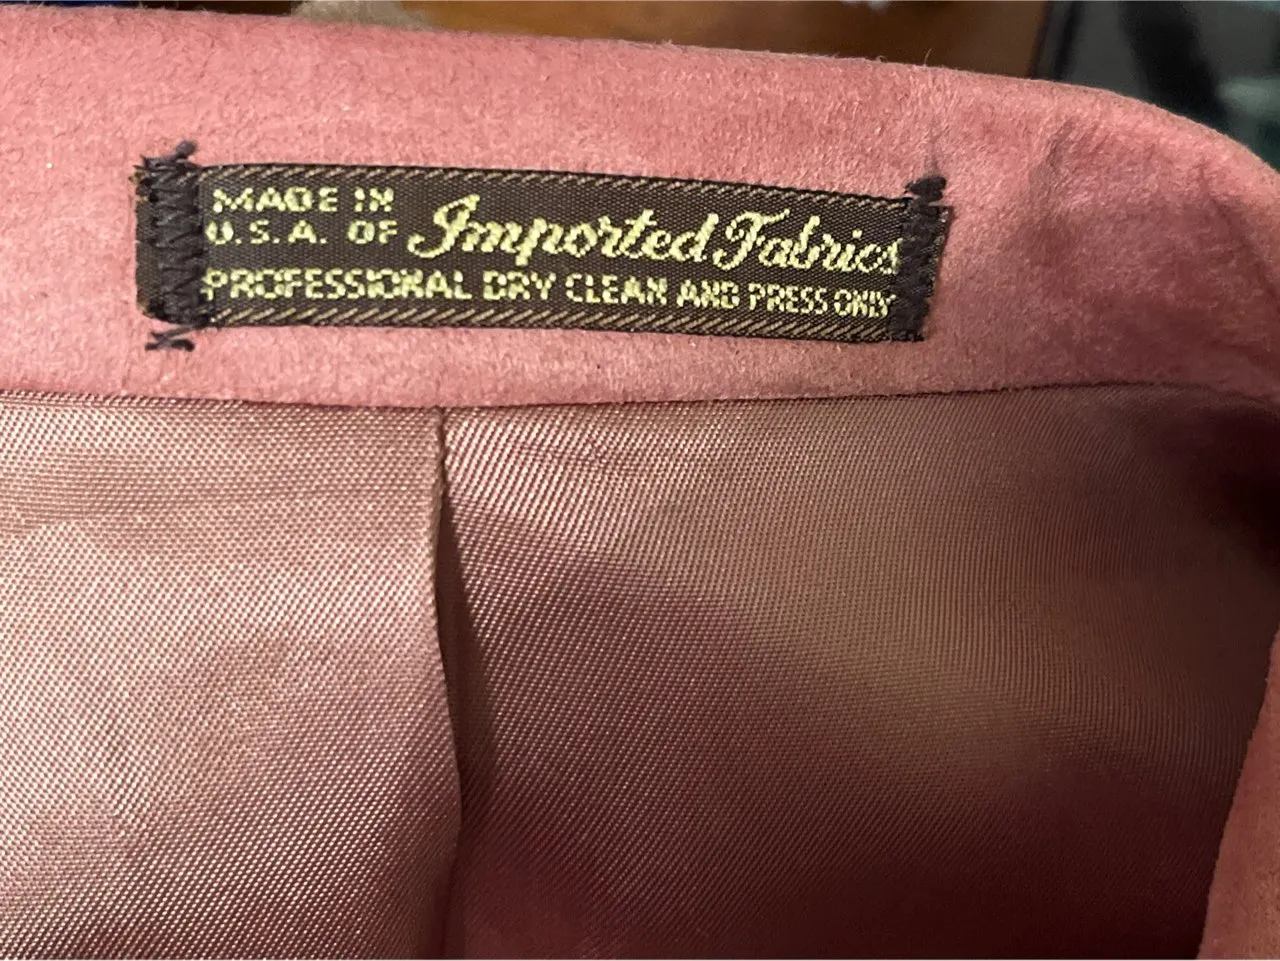 MADE IN
U.S.A. OF Imported Fabrics
PROFESSIONAL DRY CLEAN AND PRESS ONLY